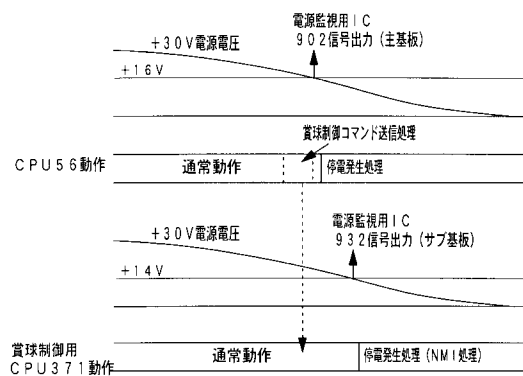 電源監視用IC
902信号出力(主基板)
+30V電源電圧
+16V
賞球制御コマンド送信処理
CPU56動作
通常動作
停電発生処理
電源監視用IC
932信号出力(サブ基板)
+30V電源電圧
+14V
賞球制御用
CPU371動作
通常動作
停電発生処理(NMI処理)